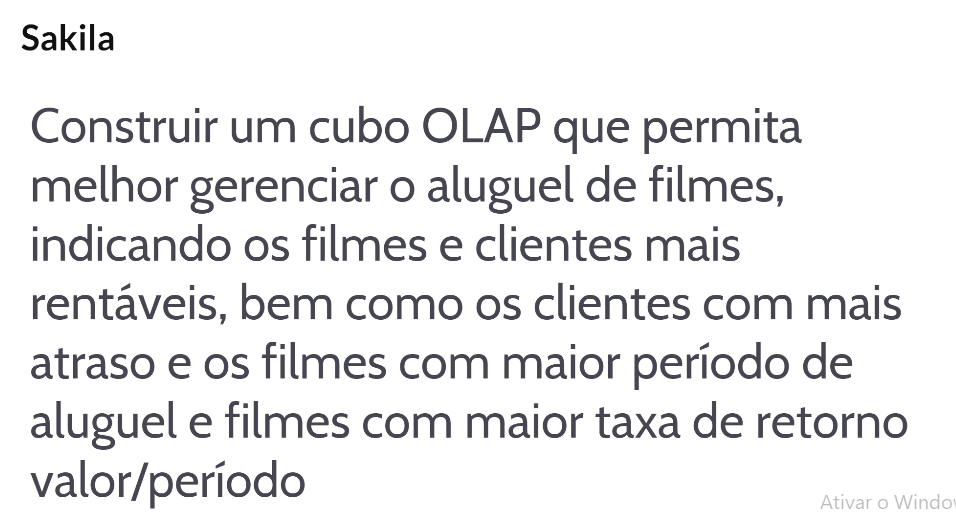 Sakila
Construir um cubo OLAP que permita
melhor gerenciar o aluguel de filmes,
indicando os filmes e clientes mais
rentáveis, bem como os clientes com mais
atraso e os filmes com maior período de
aluguel e filmes com maior taxa de retorno
valor/período
Ativar o Window